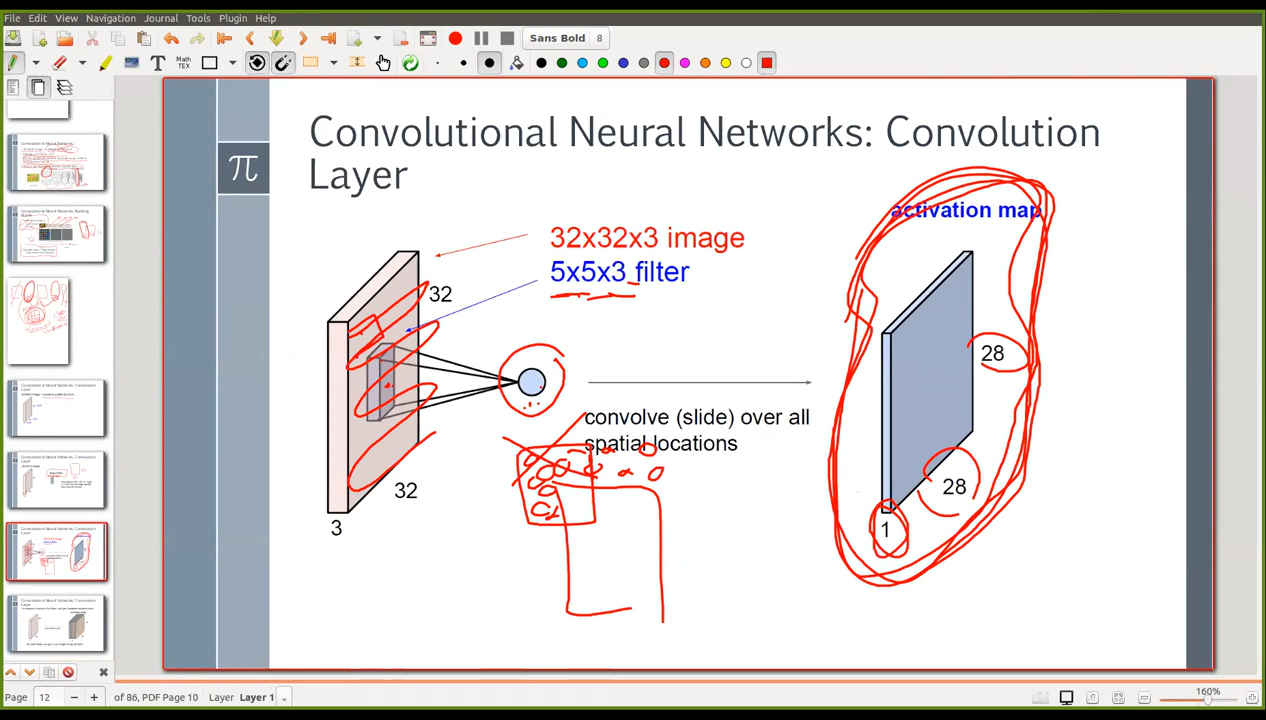 File Edit View Navigation Journal Tools Plugin Help
Sans Bold 8
T Math TEX
π
Convolutional Neural Networks: Convolution
Layer
activation map
32x32x3 image
5x5x3 filter
32
28
convolve (slide) over all
spatial locations
32
28
3
1
Page 12 of 86, PDF Page 10 Layer Layer 1
160%